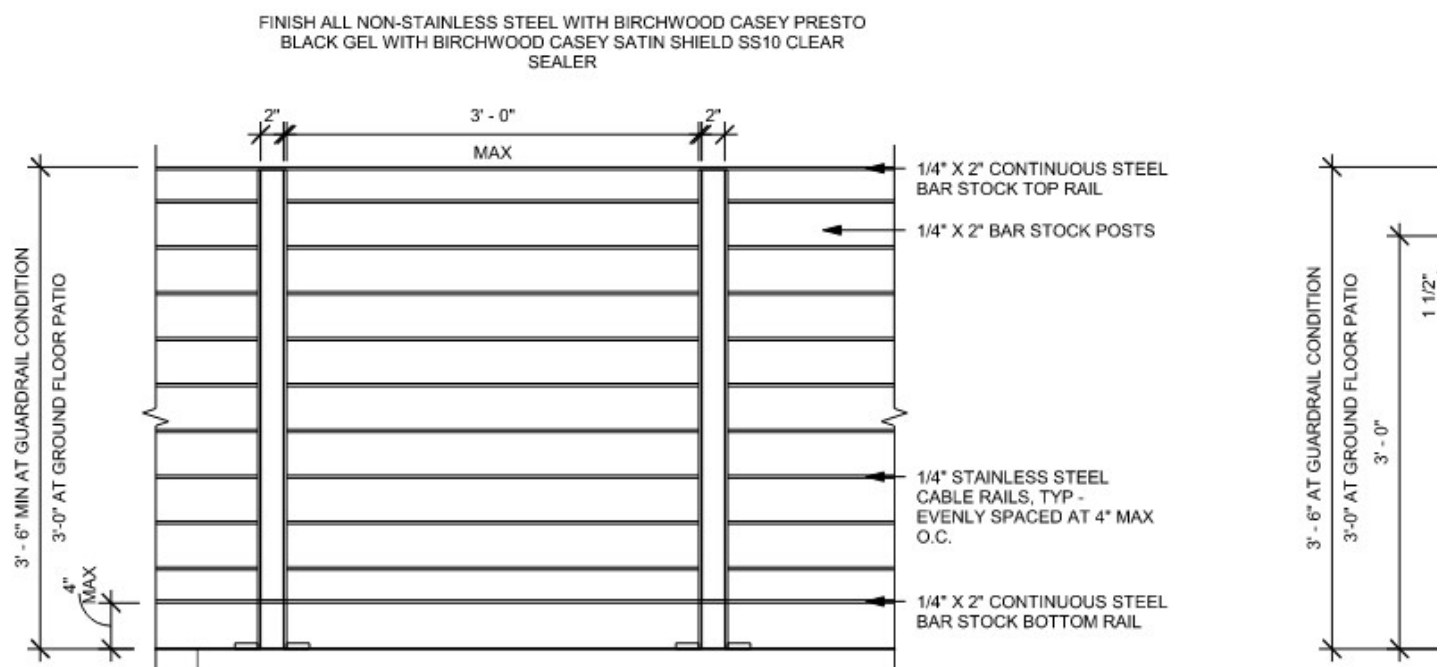 FINISH ALL NON-STAINLESS STEEL WITH BIRCHWOOD CASEY PRESTO
BLACK GEL WITH BIRCHWOOD CASEY SATIN SHIELD SS10 CLEAR
SEALER
2"
3' - 0"
2"
MAX
1/4" X 2" CONTINUOUS STEEL
BAR STOCK TOP RAIL
1/4" X 2" BAR STOCK POSTS
3' - 6" MIN AT GUARDRAIL CONDITION
3'-0" AT GROUND FLOOR PATIO
4"
MAX
1/4" STAINLESS STEEL
CABLE RAILS, TYP -
EVENLY SPACED AT 4" MAX
O.C.
1/4" X 2" CONTINUOUS STEEL
BAR STOCK BOTTOM RAIL
3' - 6" AT GUARDRAIL CONDITION
3'-0" AT GROUND FLOOR PATIO
3' - 0"
1 1/2"